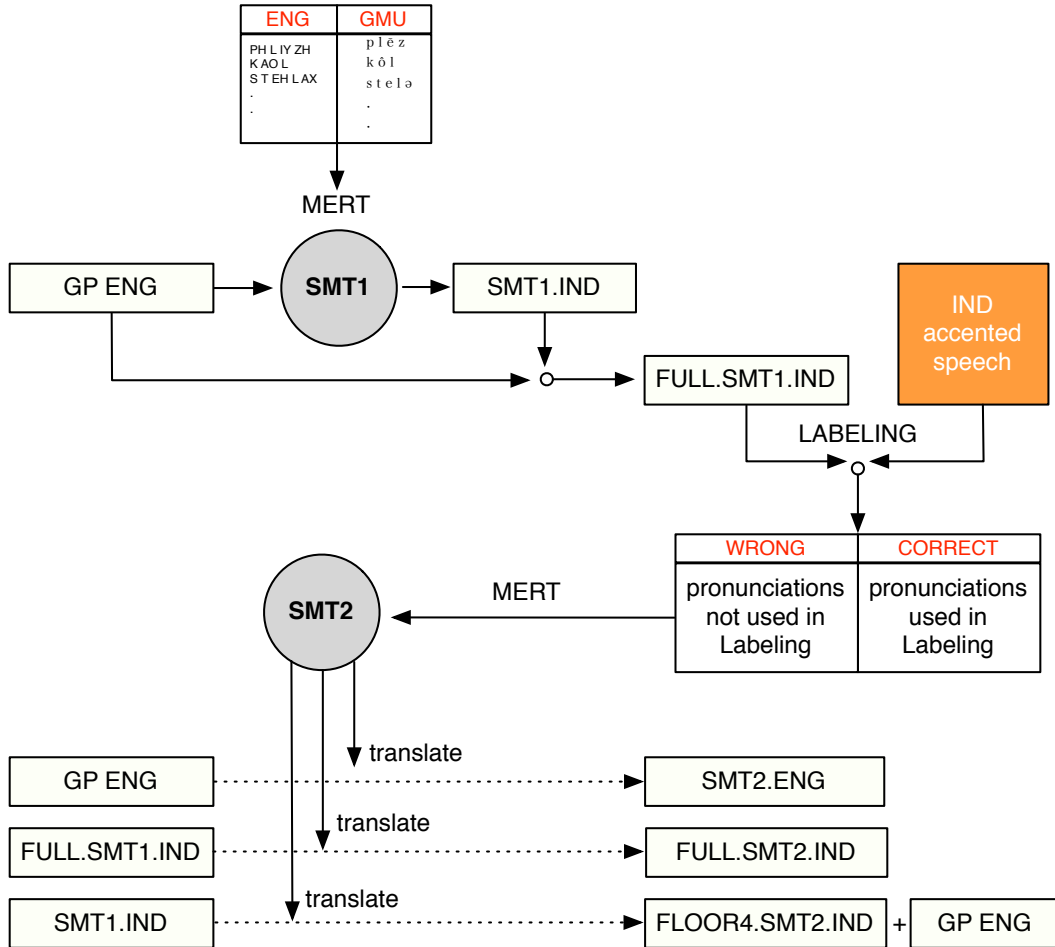 ENG GMU
PH L IY ZH
K AO L
S T EH L AX
.
.
p l ē z
k ô l
s t e l ə
.
.
MERT
GP ENG
SMT1
SMT1.IND
IND
accented
speech
FULL.SMT1.IND
LABELING
WRONG CORRECT
pronunciations
not used in
Labeling
pronunciations
used in
Labeling
MERT
SMT2
translate
GP ENG
SMT2.ENG
translate
FULL.SMT1.IND
FULL.SMT2.IND
translate
SMT1.IND
FLOOR4.SMT2.IND + GP ENG